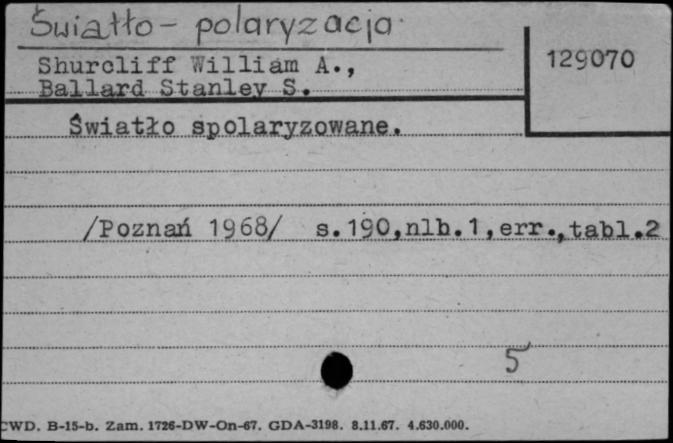 Światło - polaryzacja
129070
Shurcliff William A.,
Ballard Stanley S.
Światło spolaryzowane.
/Poznań 1968/ s.190,nlb.1,err.,tabl.2
5
CWD. B-15-b. Zam. 1726-DW-On-67. GDA-3198. 8.11.67. 4.630.000.